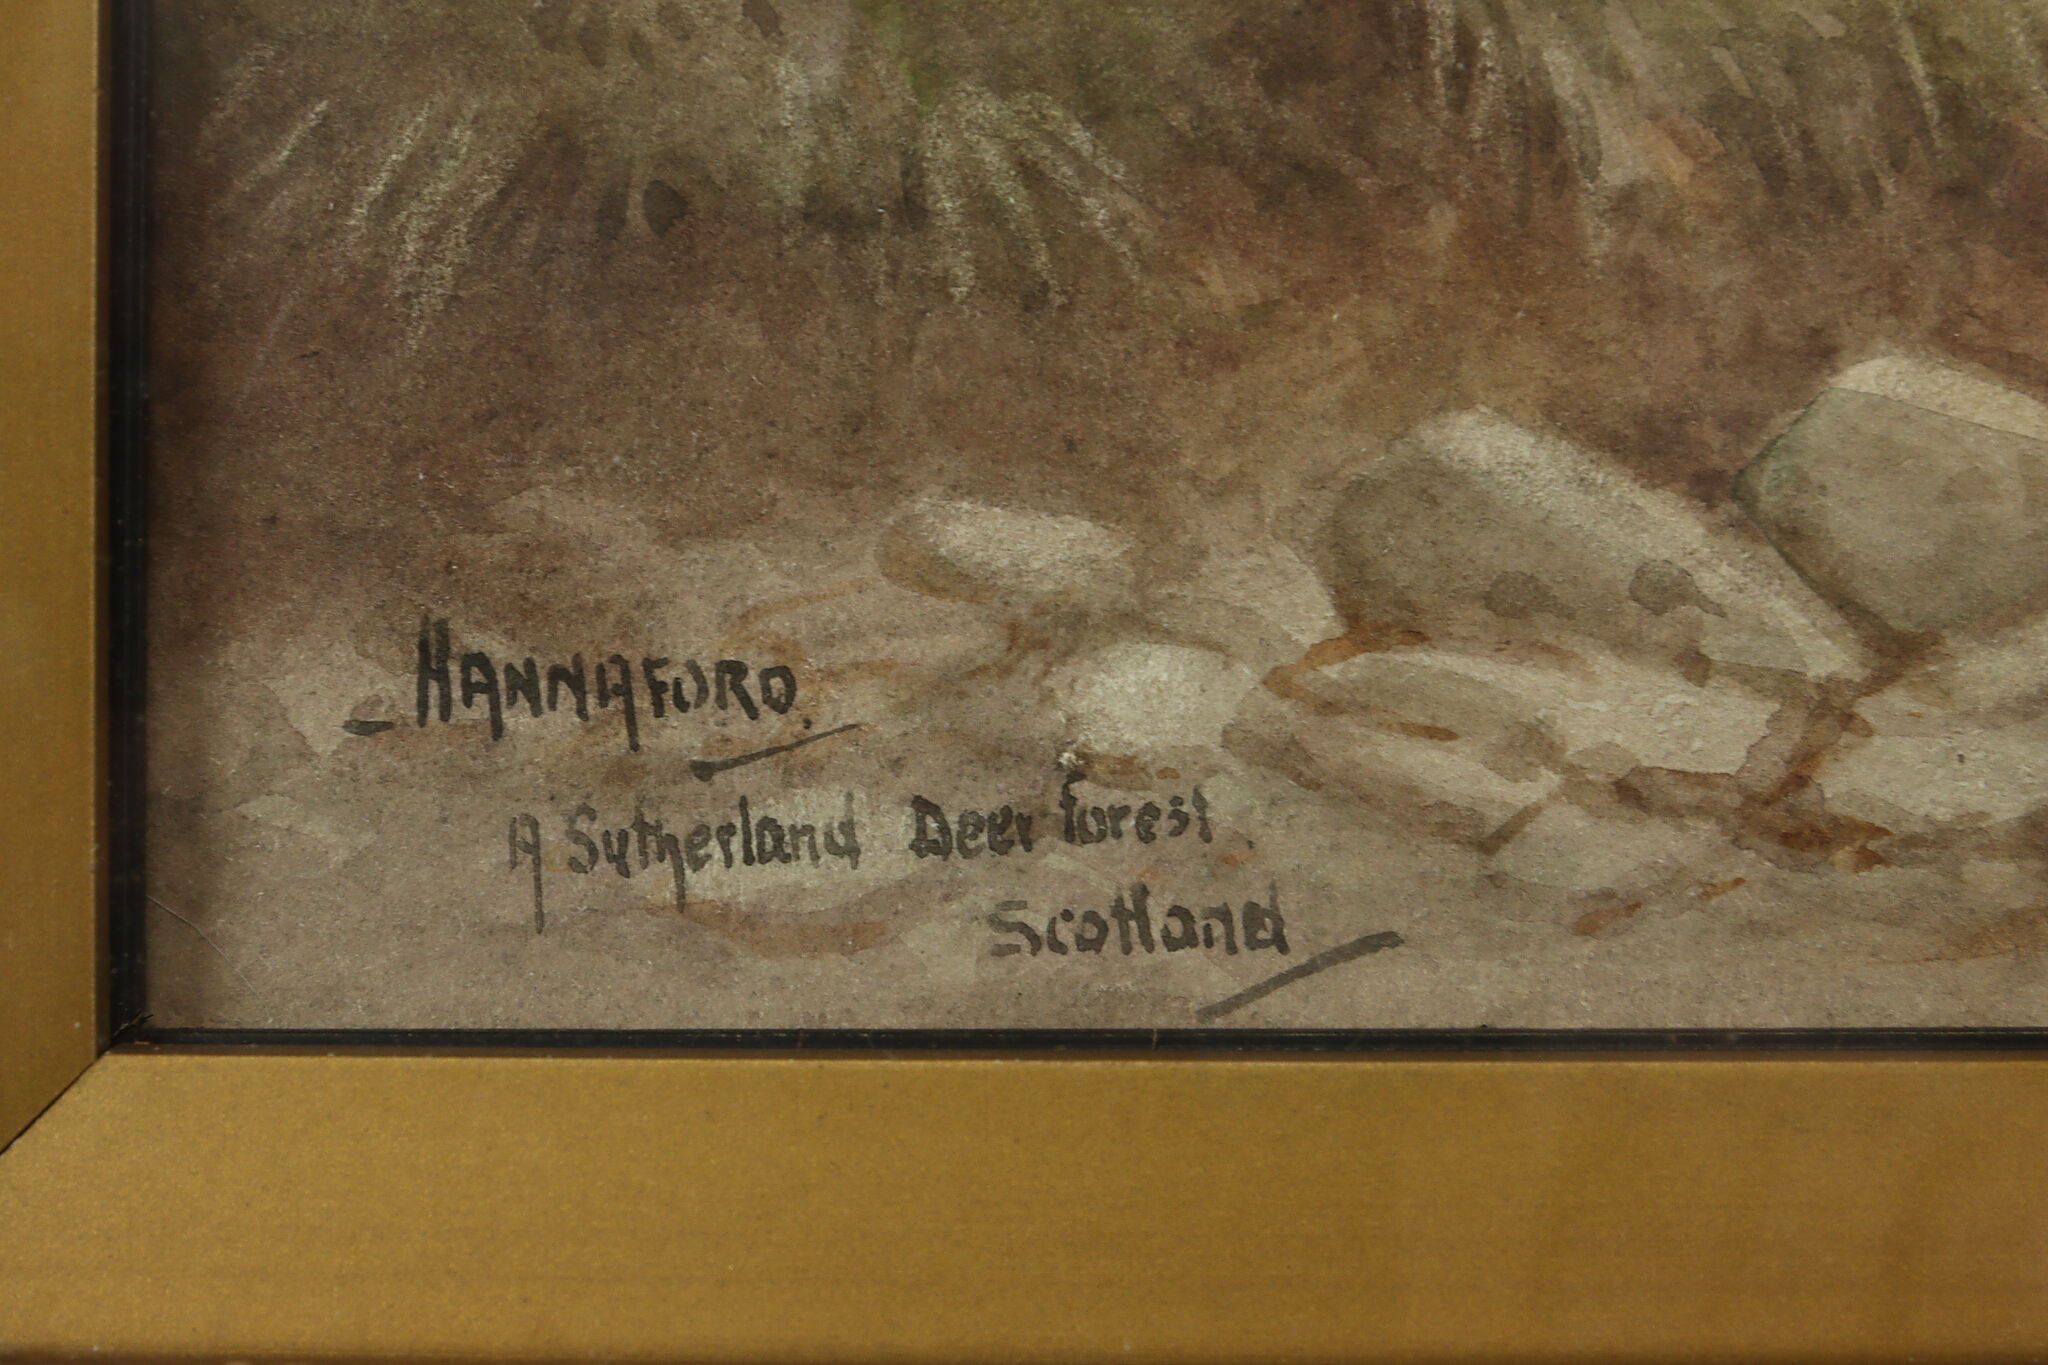 HANNAFORD.
A Sutherland Deer forest.
Scotland